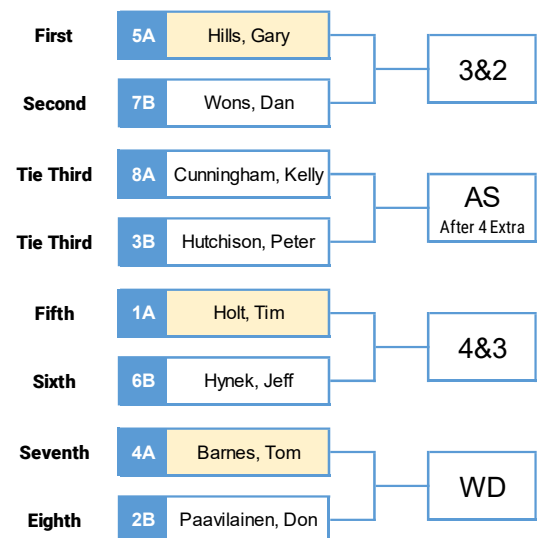 First 5A Hills, Gary
3&2
Second 7B Wons, Dan
Tie Third 8A Cunningham, Kelly
AS
After 4 Extra
Tie Third 3B Hutchison, Peter
Fifth 1A Holt, Tim
4&3
Sixth 6B Hynek, Jeff
Seventh 4A Barnes, Tom
WD
Eighth 2B Paavilainen, Don